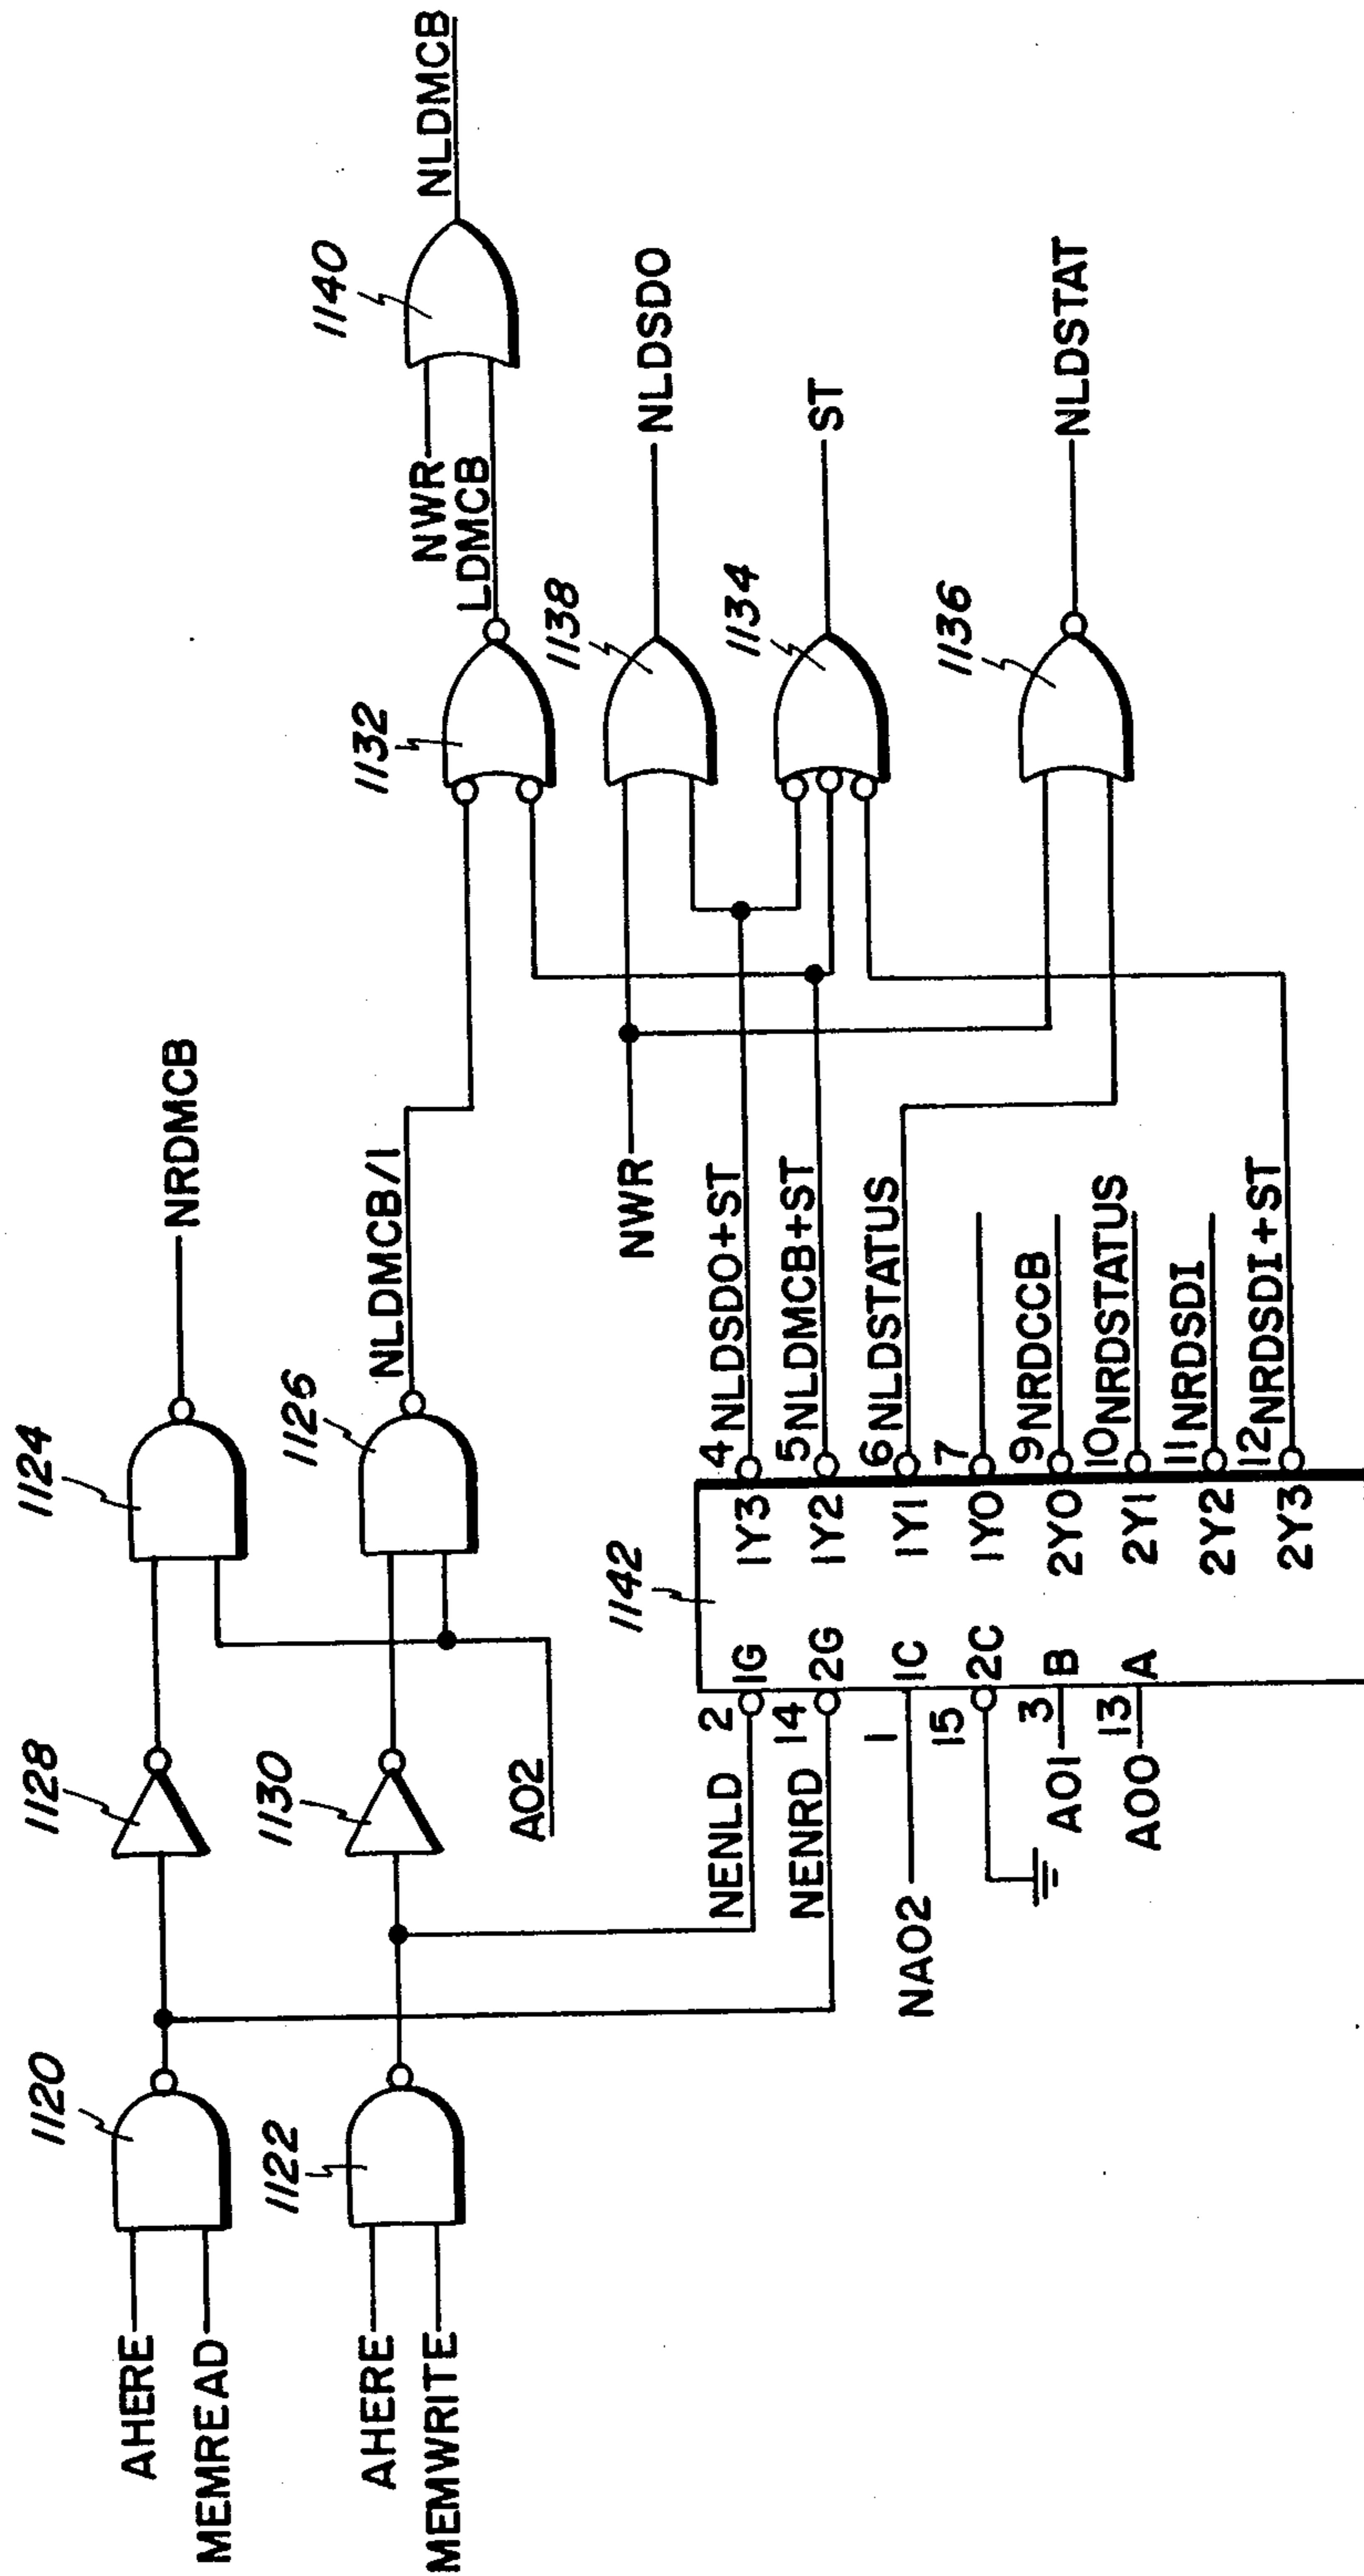 AHERE
MEMREAD
1120
1128
1124
NRDMCB
AHERE
MEMWRITE
1122
1130
A02
1126
NLDMCB/1
1132
NWR
LDMCB
1140
NLDMCB
1138
NLDSDO
1134
ST
1136
NLDSTAT
NWR
1142
NENLD 2 1G
NENRD 14 2G
NA02 1 1C
15 2C
A01 3 B
A00 13 A
1Y3 4 NLDSDO+ST
1Y2 5 NLDMCB+ST
1Y1 6 NLDSTATUS
1Y0 7
2Y0 9 NRDCCB
2Y1 10 NRDSTATUS
2Y2 11 NRDSDI
2Y3 12 NRDSDI+ST